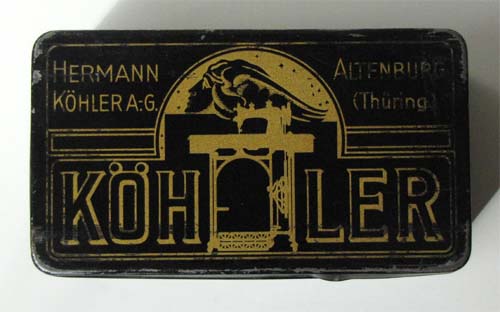 HERMANN
KÖHLER A:G.
ALTENBURG
(Thüring.)
KÖHLER